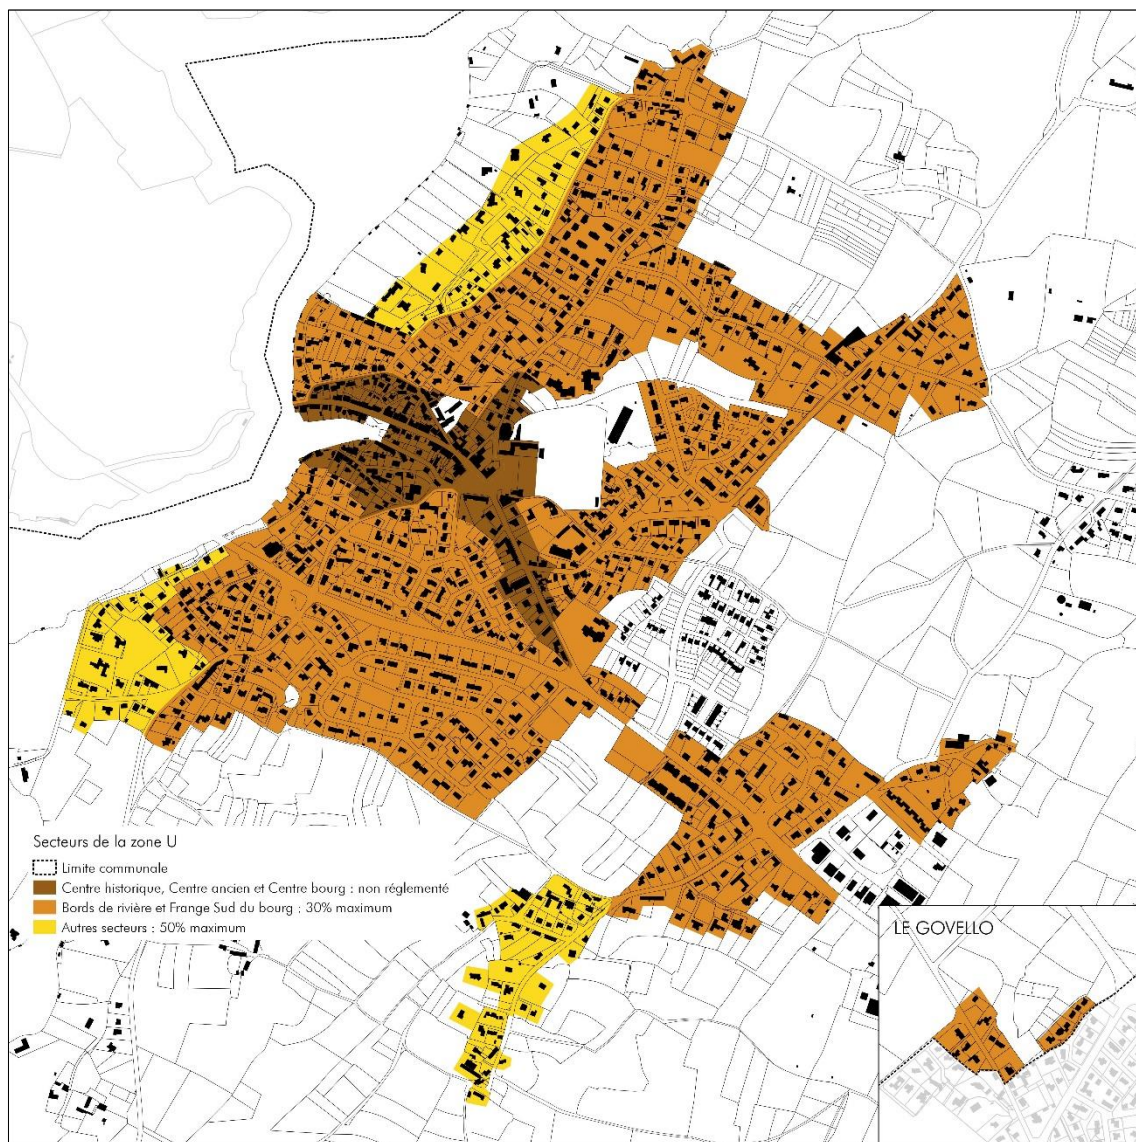 Secteurs de la zone U
Limite communale
Centre historique, Centre ancien et Centre bourg : non réglementé
Bords de rivière et Frange Sud du bourg : 30% maximum
Autres secteurs : 50% maximum
LE GOVELLO